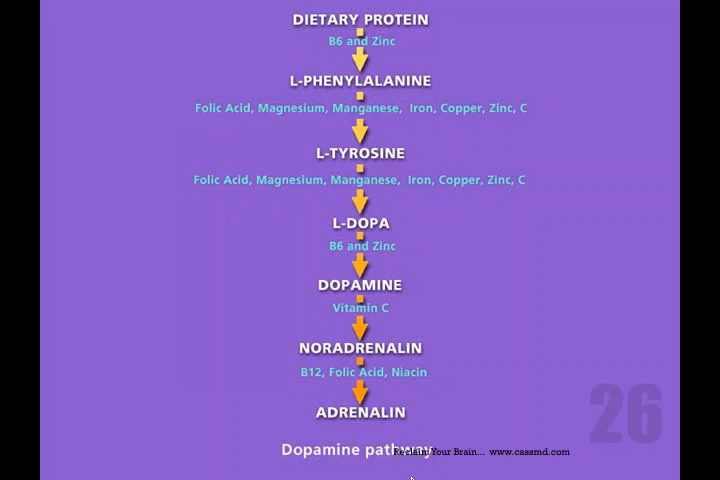 DIETARY PROTEIN
B6 and Zinc
L-PHENYLALANINE
Folic Acid, Magnesium, Manganese, Iron, Copper, Zinc, C
L-TYROSINE
Folic Acid, Magnesium, Manganese, Iron, Copper, Zinc, C
L-DOPA
B6 and Zinc
DOPAMINE
Vitamin C
NORADRENALIN
B12, Folic Acid, Niacin
ADRENALIN
26
Dopamine pathway
Reclaim Your Brain... www.cassmd.com